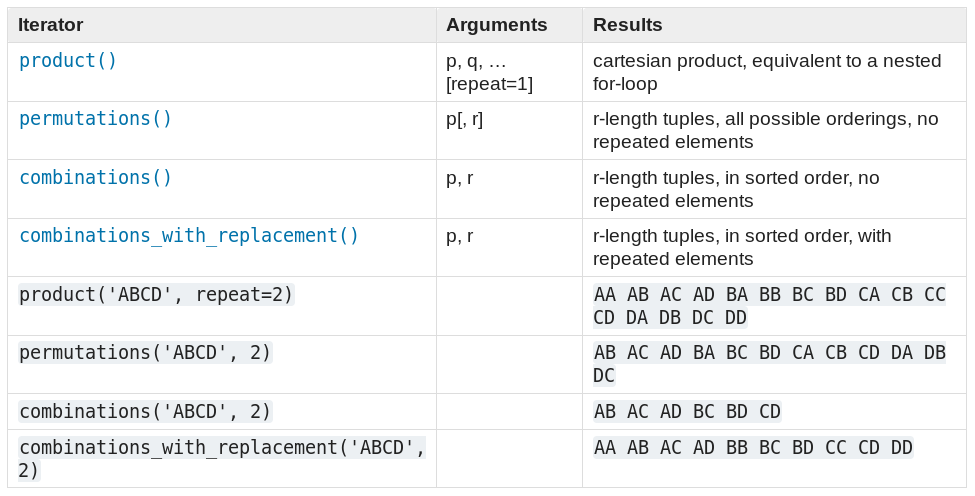 Iterator Arguments Results
product() p, q, … cartesian product, equivalent to a nested
[repeat=1] for-loop
permutations() p[, r] r-length tuples, all possible orderings, no
repeated elements
combinations() p, r r-length tuples, in sorted order, no
repeated elements
combinations_with_replacement() p, r r-length tuples, in sorted order, with
repeated elements
product('ABCD', repeat=2) AA AB AC AD BA BB BC BD CA CB CC
CD DA DB DC DD
permutations('ABCD', 2) AB AC AD BA BC BD CA CB CD DA DB
DC
combinations('ABCD', 2) AB AC AD BC BD CD
combinations_with_replacement('ABCD', AA AB AC AD BB BC BD CC CD DD
2)